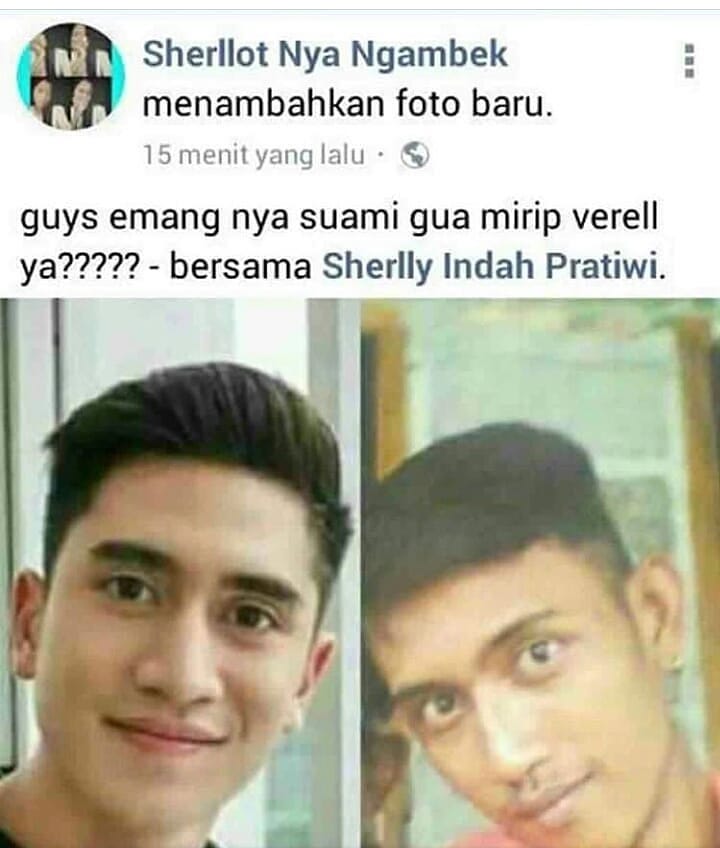 Sherllot Nya Ngambek
menambahkan foto baru.
15 menit yang lalu ·
guys emang nya suami gua mirip verell
ya????? - bersama Sherlly Indah Pratiwi.